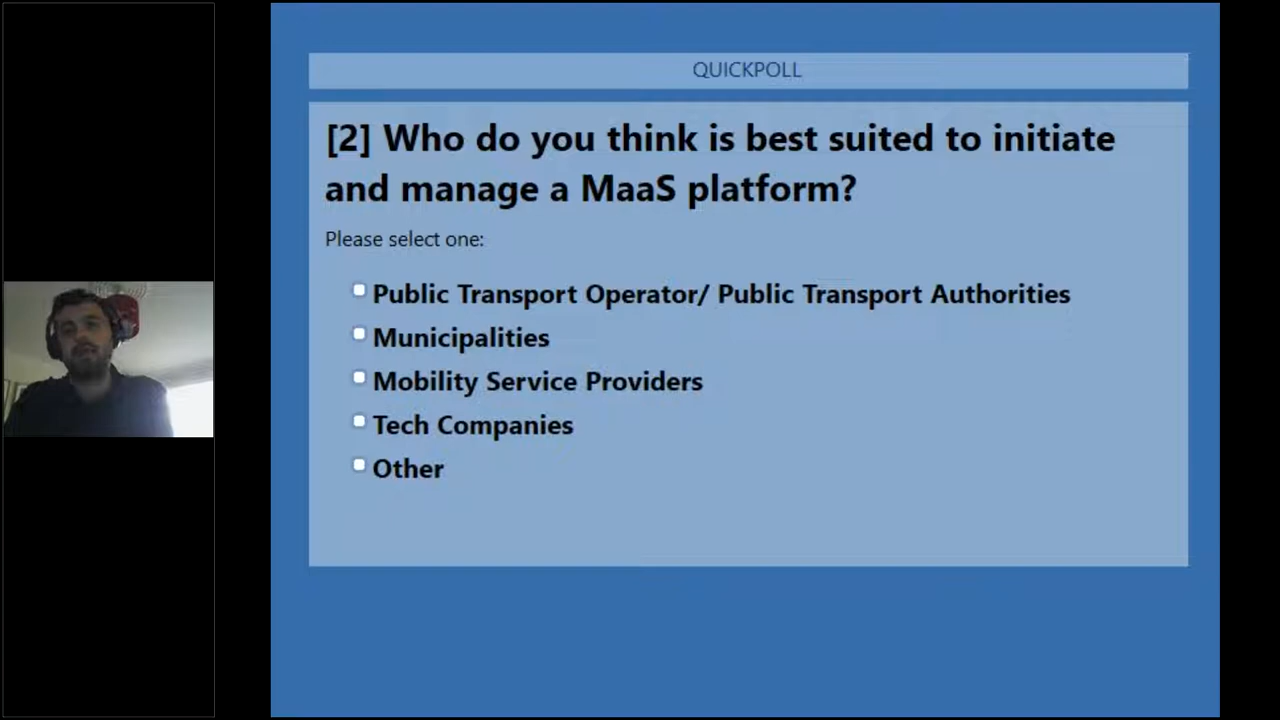 QUICKPOLL
[2] Who do you think is best suited to initiate
and manage a MaaS platform?
Please select one:
Public Transport Operator/ Public Transport Authorities
Municipalities
Mobility Service Providers
Tech Companies
Other